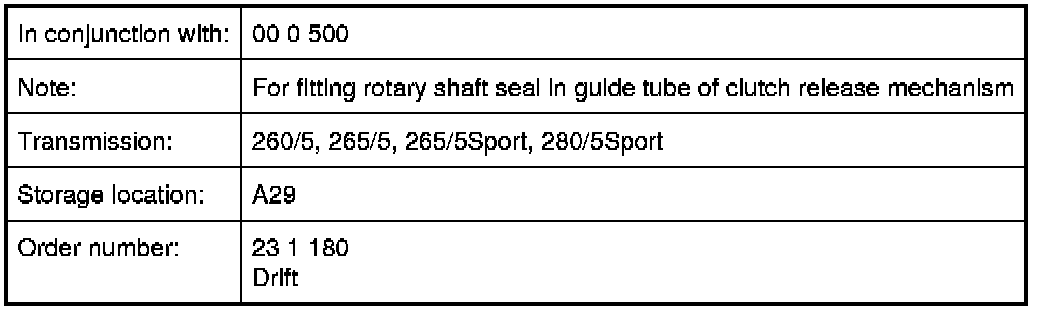 In conjunction with: 00 0 500
Note: For fitting rotary shaft seal in guide tube of clutch release mechanism
Transmission: 260/5, 265/5, 265/5Sport, 280/5Sport
Storage location: A29
Order number: 23 1 180
Drift